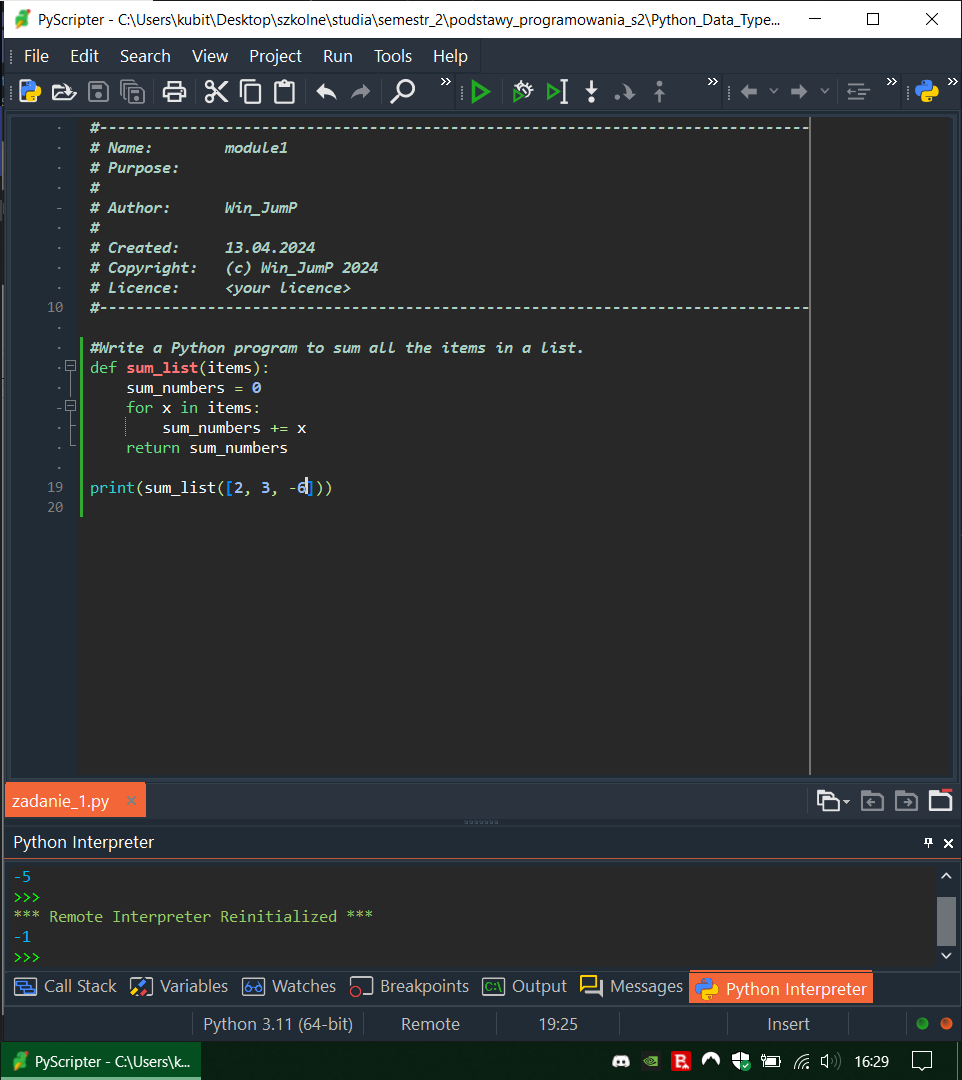 PyScripter - C:\Users\kubit\Desktop\szkolne\studia\semestr_2\podstawy_programowania_s2\Python_Data_Type...
File Edit Search View Project Run Tools Help
#-------------------------------------------------------------------------------
# Name:        module1
# Purpose:
#
# Author:      Win_JumP
#
# Created:     13.04.2024
# Copyright:   (c) Win_JumP 2024
# Licence:     <your licence>
10 #-------------------------------------------------------------------------------
#Write a Python program to sum all the items in a list.
def sum_list(items):
    sum_numbers = 0
    for x in items:
        sum_numbers += x
    return sum_numbers
19 print(sum_list([2, 3, -6]))
20
zadanie_1.py
Python Interpreter
-5
>>>
*** Remote Interpreter Reinitialized ***
-1
>>>
Call Stack Variables Watches Breakpoints C:\ Output Messages Python Interpreter
Python 3.11 (64-bit) Remote 19:25 Insert
PyScripter - C:\Users\k... 16:29